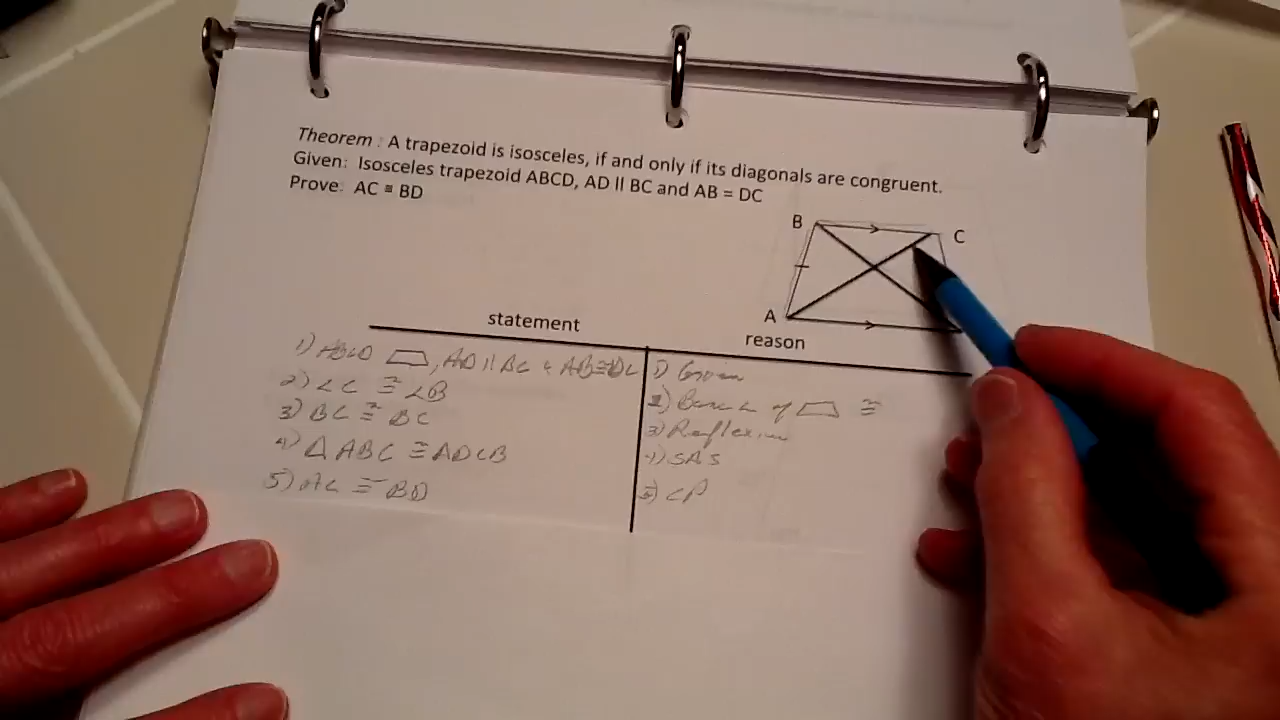 Theorem : A trapezoid is isosceles, if and only if its diagonals are congruent.
Given: Isosceles trapezoid ABCD, AD ll BC and AB = DC
Prove: AC ≅ BD
B
C
A
statement
reason
1) ABCD ▱, AD || BC & AB≅DC
1) Given
2) <C ≅ <B
2) of ≅
3) BC ≅ BC
3) Reflexive
4) △ ABC ≅ △DCB
4) SAS
5) AC ≅ BD
5) CP